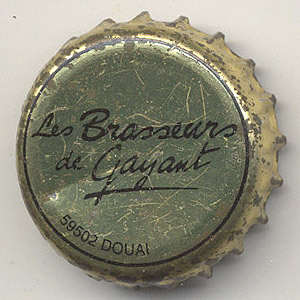 Les Brasseurs
de Gayant
59502 DOUAI